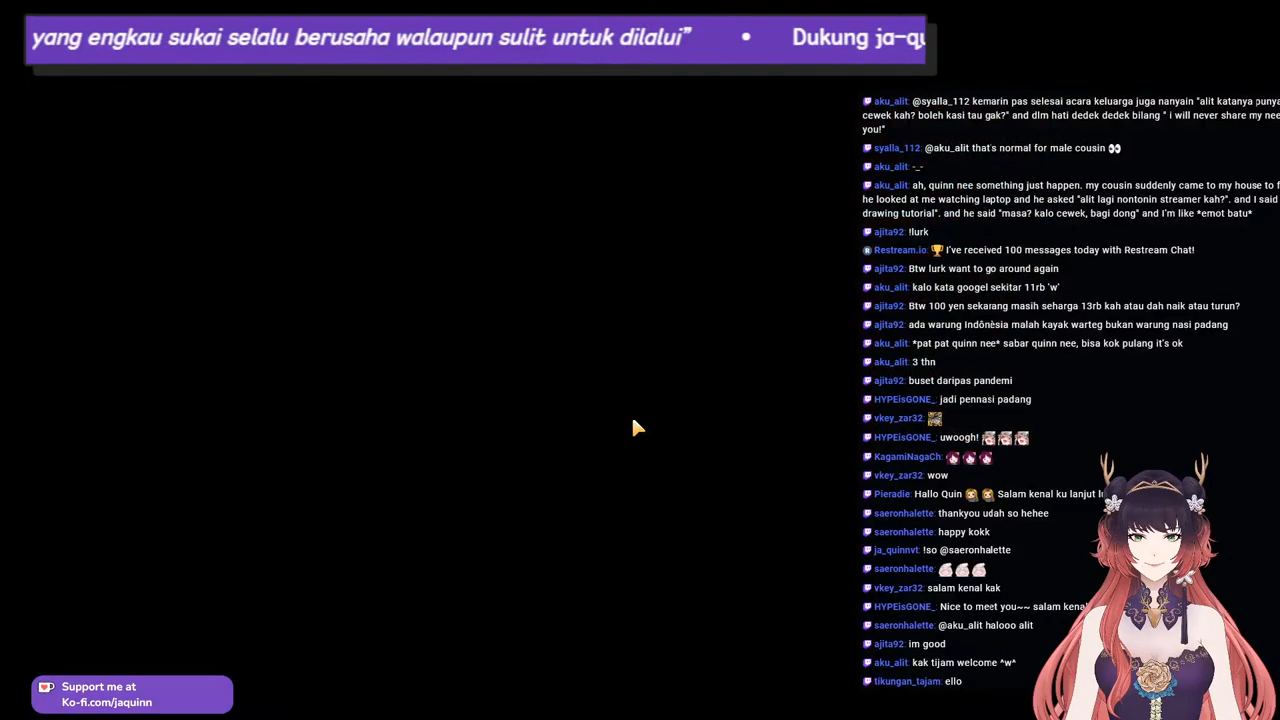 yang engkau sukai selalu berusaha walaupun sulit untuk dilalui” • Dukung ja-qu
aku_alit: @syalla_112 kemarin pas selesai acara keluarga juga nanyain "alit katanya punya
cewek kah? boleh kasi tau gak?" and dlm hati dedek dedek bilang " i will never share my nee
you!"
syalla_112: @aku_alit that's normal for male cousin 👀
aku_alit: -_-
aku_alit: ah, quinn nee something just happen. my cousin suddenly came to my house to f
he looked at me watching laptop and he asked "alit lagi nontonin streamer kah?". and I said
drawing tutorial". and he said "masa? kalo cewek, bagi dong" and I'm like *emot batu*
ajita92: !lurk
Restream.io: 🏆 I've received 100 messages today with Restream Chat!
ajita92: Btw lurk want to go around again
aku_alit: kalo kata googel sekitar 11rb 'w'
ajita92: Btw 100 yen sekarang masih seharga 13rb kah atau dah naik atau turun?
ajita92: ada warung Indônèsia malah kayak warteg bukan warung nasi padang
aku_alit: *pat pat quinn nee* sabar quinn nee, bisa kok pulang it's ok
aku_alit: 3 thn
ajita92: buset daripas pandemi
HYPEisGONE_: jadi pennasi padang
vkey_zar32:
HYPEisGONE_: uwoogh!
KagamiNagaCh:
vkey_zar32: wow
Pieradie: Hallo Quin Salam kenal ku lanjut
saeronhalette: thankyou udah so hehee
saeronhalette: happy kokk
ja_quinnvt: !so @saeronhalette
saeronhalette:
vkey_zar32: salam kenal kak
HYPEisGONE_: Nice to meet you~~ salam kenal
saeronhalette: @aku_alit halooo alit
ajita92: im good
aku_alit: kak tijam welcome ^w^
tikungan_tajam: ello
Support me at
Ko-fi.com/jaquinn